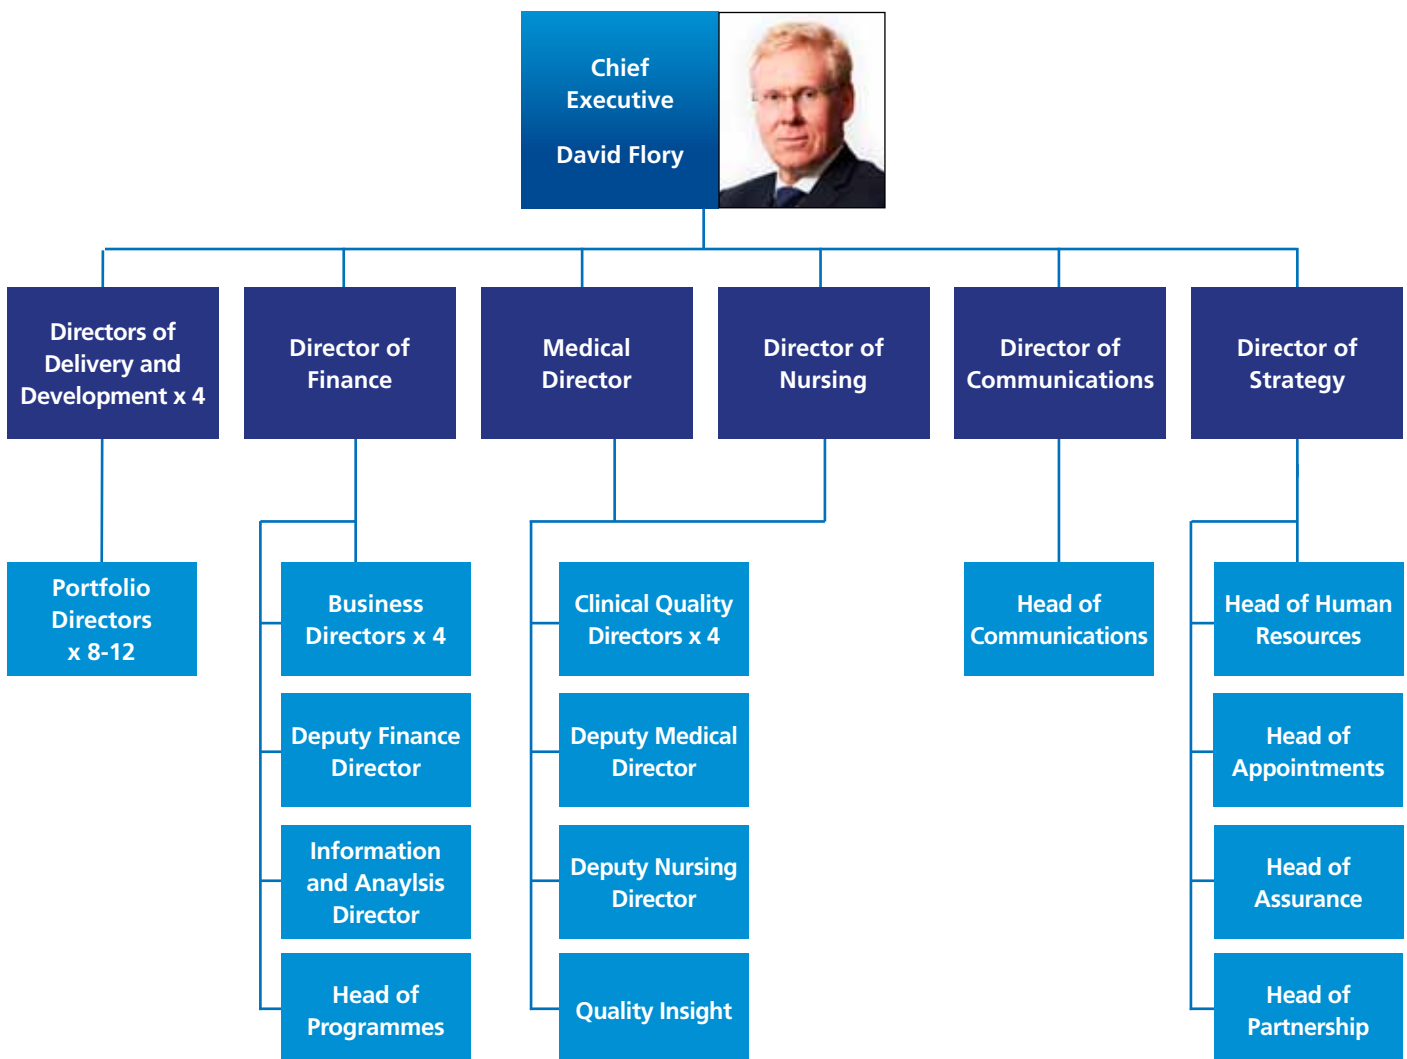 Chief
Executive
David Flory
Directors of
Delivery and
Development x 4
Director of
Finance
Medical
Director
Director of
Nursing
Director of
Communications
Director of
Strategy
Portfolio
Directors
x 8-12
Business
Directors x 4
Deputy Finance
Director
Information
and Anaylsis
Director
Head of
Programmes
Clinical Quality
Directors x 4
Deputy Medical
Director
Deputy Nursing
Director
Quality Insight
Head of
Communications
Head of Human
Resources
Head of
Appointments
Head of
Assurance
Head of
Partnership